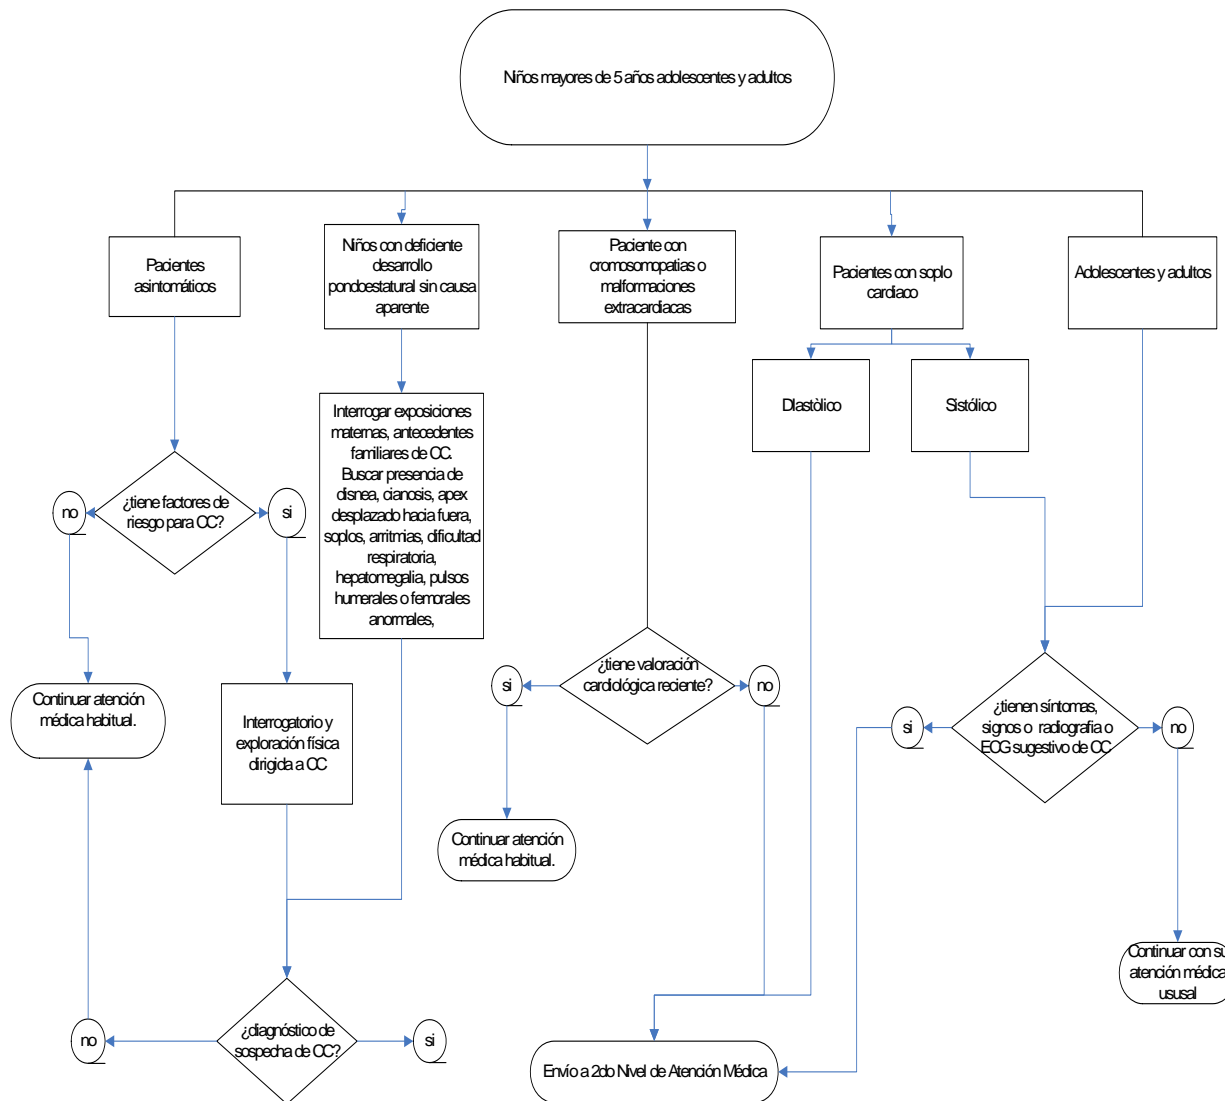 Niños mayores de 5 años adolescentes y adultos
Pacientes
asintomáticos
Niños con deficiente
desarrollo
pondoestatural sin causa
aparente
Paciente con
cromosomopatias o
malformaciones
extracardíacas
Pacientes con soplo
cardíaco
Adolescentes y adultos
DIastòlico
Sistólico
Interrogar exposiciones
maternas, antecedentes
familiares de CC.
Buscar presencia de
disnea, cianosis, apex
desplazado hacia fuera,
soplos, arritmias, dificultad
respiratoria,
hepatomegalia, pulsos
humerales o femorales
anormales,
¿tiene factores de
riesgo para CC?
no
si
Continuar atención
médica habitual.
Interrogatorio y
exploración física
dirigida a CC
¿tiene valoración
cardiológica reciente?
si
no
¿tienen síntomas,
signos o radiografia o
ECG sugestivo de CC
si
no
Continuar atención
médica habitual.
Continuar con su
atención médica
ususal
¿diagnóstico de
sospecha de CC?
no
si
Envío a 2do Nivel de Atención Médica